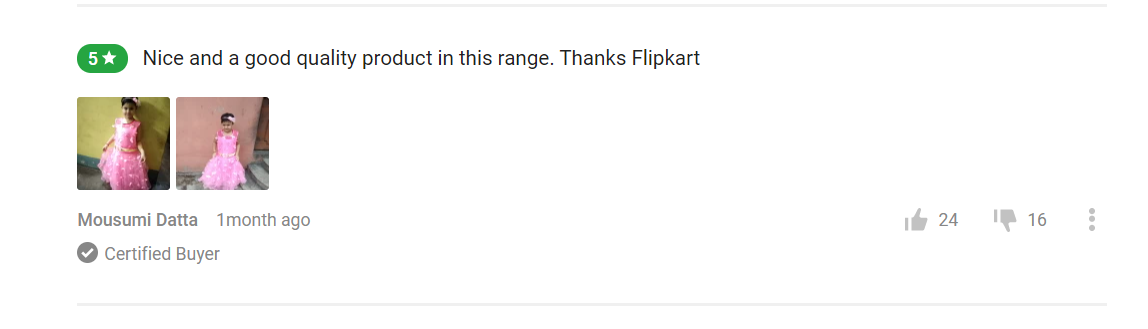 5★ Nice and a good quality product in this range. Thanks Flipkart
Mousumi Datta 1month ago 24 16
Certified Buyer